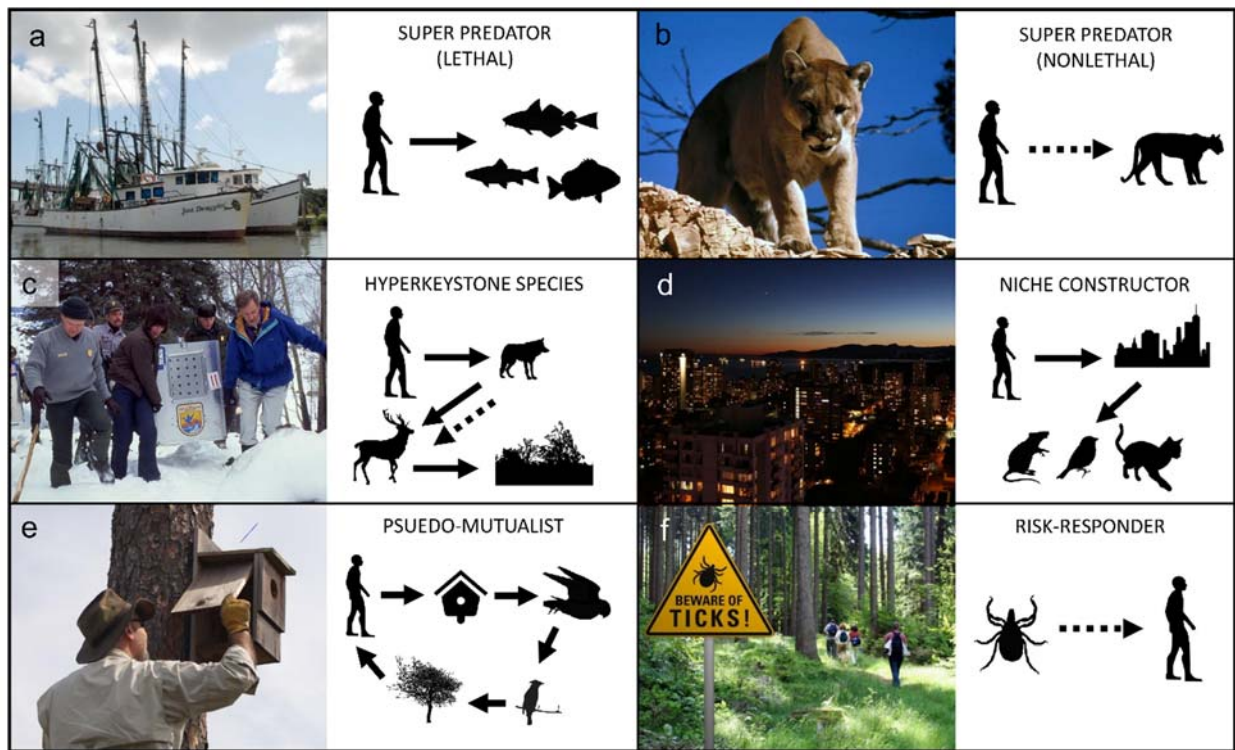 a
SUPER PREDATOR
(LETHAL)
b
SUPER PREDATOR
(NONLETHAL)
c
HYPERKEYSTONE SPECIES
d
NICHE CONSTRUCTOR
e
PSUEDO-MUTUALIST
f
BEWARE OF
TICKS!
RISK-RESPONDER